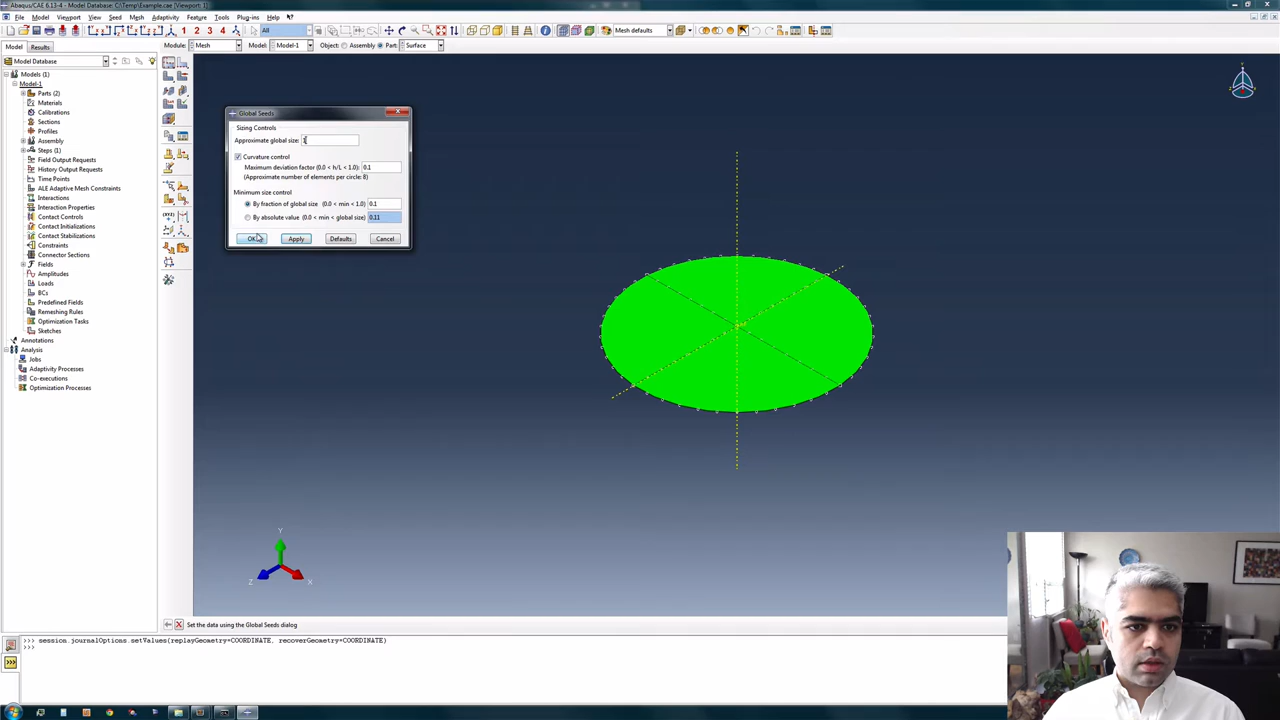 Abaqus/CAE 6.13-4 - Model Database: C:\Temp\Example.cae [Viewport: 1]
File Model Viewport View Seed Mesh Adaptivity Feature Tools Plug-ins Help
1 2 3 4 All Mesh defaults
Model Results Module: Mesh Model: Model-1 Object: Assembly Part: Surface
Model Database
Models (1)
Model-1
Parts (2)
Materials
Calibrations
Sections
Profiles
Assembly
Steps (1)
Field Output Requests
History Output Requests
Time Points
ALE Adaptive Mesh Constraints
Interactions
Interaction Properties
Contact Controls
Contact Initializations
Contact Stabilizations
Constraints
Connector Sections
Fields
Amplitudes
Loads
BCs
Predefined Fields
Remeshing Rules
Optimization Tasks
Sketches
Annotations
Analysis
Jobs
Adaptivity Processes
Co-executions
Optimization Processes
Global Seeds
Sizing Controls
Approximate global size: 1
Curvature control
Maximum deviation factor (0.0 < h/L < 1.0): 0.1
(Approximate number of elements per circle: 8)
Minimum size control
By fraction of global size (0.0 < min < 1.0) 0.1
By absolute value (0.0 < min < global size) 0.11
OK Apply Defaults Cancel
Y
Z X
Set the data using the Global Seeds dialog
>>> session.journalOptions.setValues(replayGeometry=COORDINATE, recoverGeometry=COORDINATE)
>>>
>>>